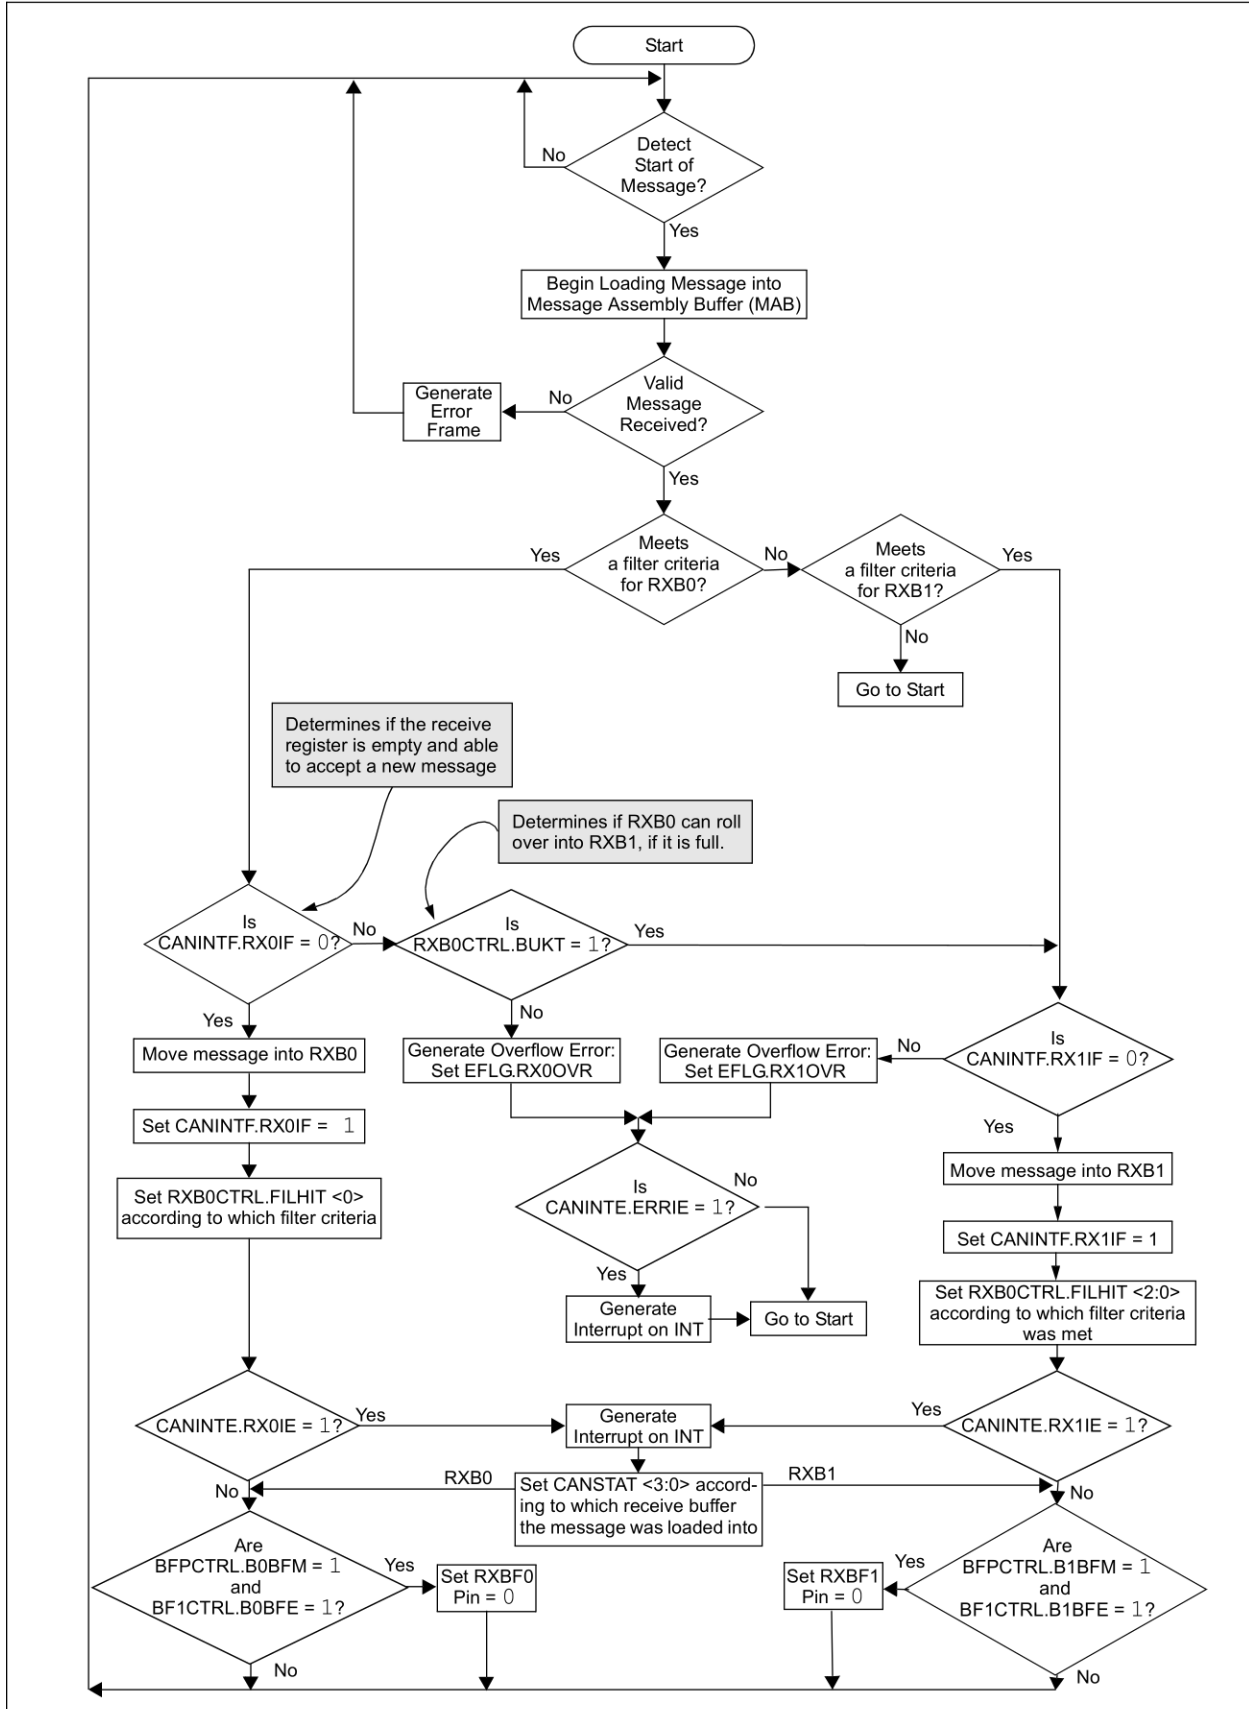 Start
Detect
Start of
Message?
No
Yes
Begin Loading Message into
Message Assembly Buffer (MAB)
Valid
Message
Received?
No
Generate
Error
Frame
Yes
Meets
a filter criteria
for RXB0?
Yes
No
Meets
a filter criteria
for RXB1?
Yes
No
Go to Start
Determines if the receive
register is empty and able
to accept a new message
Determines if RXB0 can roll
over into RXB1, if it is full.
Is
CANINTF.RX0IF = 0?
No
Is
RXB0CTRL.BUKT = 1?
Yes
Yes
No
Is
CANINTF.RX1IF = 0?
No
Yes
Move message into RXB0
Generate Overflow Error:
Set EFLG.RX0OVR
Generate Overflow Error:
Set EFLG.RX1OVR
Set CANINTF.RX0IF = 1
Move message into RXB1
Set RXB0CTRL.FILHIT <0>
according to which filter criteria
Is
CANINTE.ERRIE = 1?
No
Yes
Set CANINTF.RX1IF = 1
Generate
Interrupt on INT
Go to Start
Set RXB0CTRL.FILHIT <2:0>
according to which filter criteria
was met
CANINTE.RX0IE = 1?
Yes
Generate
Interrupt on INT
Yes
CANINTE.RX1IE = 1?
No
RXB0
Set CANSTAT <3:0> accord-
ing to which receive buffer
the message was loaded into
RXB1
No
Are
BFPCTRL.B0BFM = 1
and
BF1CTRL.B0BFE = 1?
Yes
Set RXBF0
Pin = 0
Set RXBF1
Pin = 0
Yes
Are
BFPCTRL.B1BFM = 1
and
BF1CTRL.B1BFE = 1?
No
No